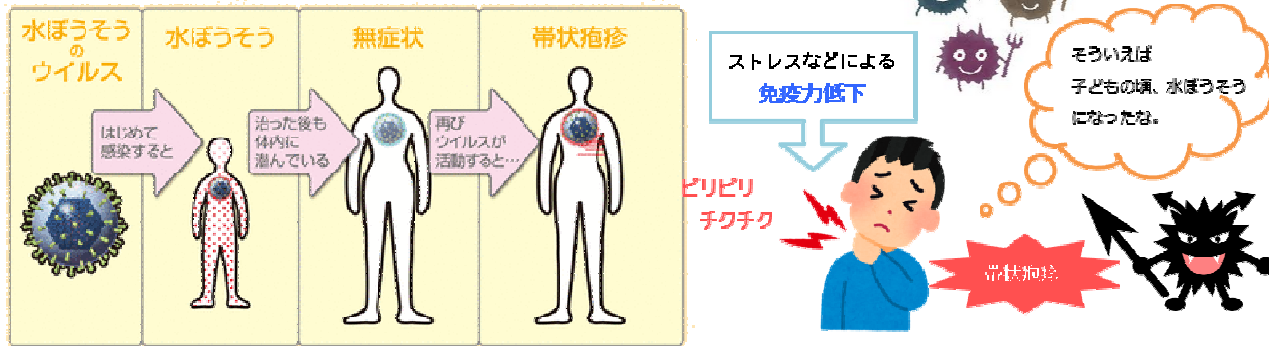 水ぼうそう
の
ウイルス
水ぼうそう
無症状
帯状疱疹
はじめて
感染すると
治った後も
体内に
潜んでいる
再び
ウイルスが
活動すると…
ストレスなどによる
免疫力低下
ピリピリ
チクチク
そういえば
子どもの頃、水ぼうそう
になったな。
帯状疱疹